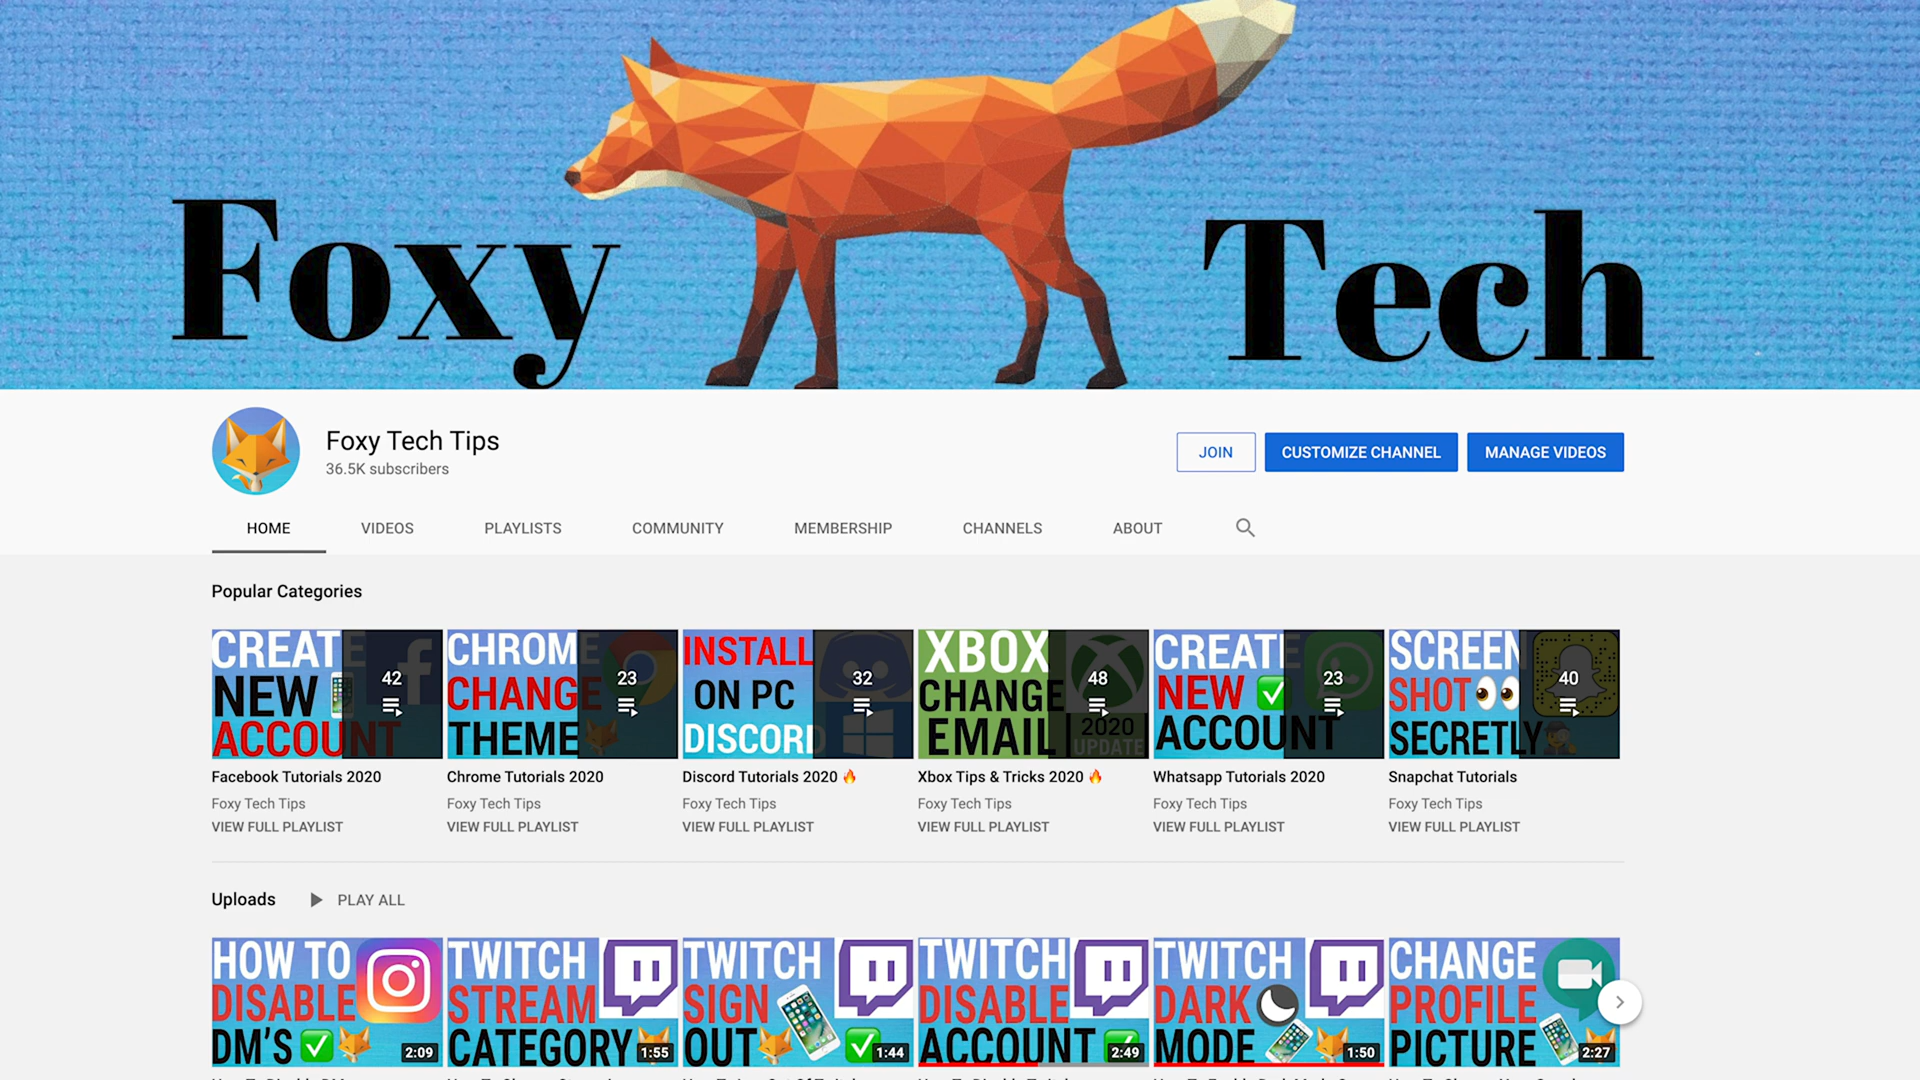 Foxy Tech
Foxy Tech Tips
36.5K subscribers
JOIN
CUSTOMIZE CHANNEL
MANAGE VIDEOS
HOME
VIDEOS
PLAYLISTS
COMMUNITY
MEMBERSHIP
CHANNELS
ABOUT
Popular Categories
CREATE
NEW
ACCOUNT
42
Facebook Tutorials 2020
Foxy Tech Tips
VIEW FULL PLAYLIST
CHROME
CHANGE
THEME
23
Chrome Tutorials 2020
Foxy Tech Tips
VIEW FULL PLAYLIST
INSTALL
ON PC
DISCORD
32
Discord Tutorials 2020 🔥
Foxy Tech Tips
VIEW FULL PLAYLIST
XBOX
CHANGE
EMAIL
2020
UPDATE
48
Xbox Tips & Tricks 2020 🔥
Foxy Tech Tips
VIEW FULL PLAYLIST
CREATE
NEW ✅
ACCOUNT
23
Whatsapp Tutorials 2020
Foxy Tech Tips
VIEW FULL PLAYLIST
SCREEN
SHOT 👀
SECRETLY
40
Snapchat Tutorials
Foxy Tech Tips
VIEW FULL PLAYLIST
Uploads
PLAY ALL
HOW TO
DISABLE
DM'S ✅
2:09
TWITCH
STREAM
CATEGORY
1:55
TWITCH
SIGN
OUT
1:44
TWITCH
DISABLE
ACCOUNT
2:49
TWITCH
DARK
MODE
1:50
CHANGE
PROFILE
PICTURE
2:27